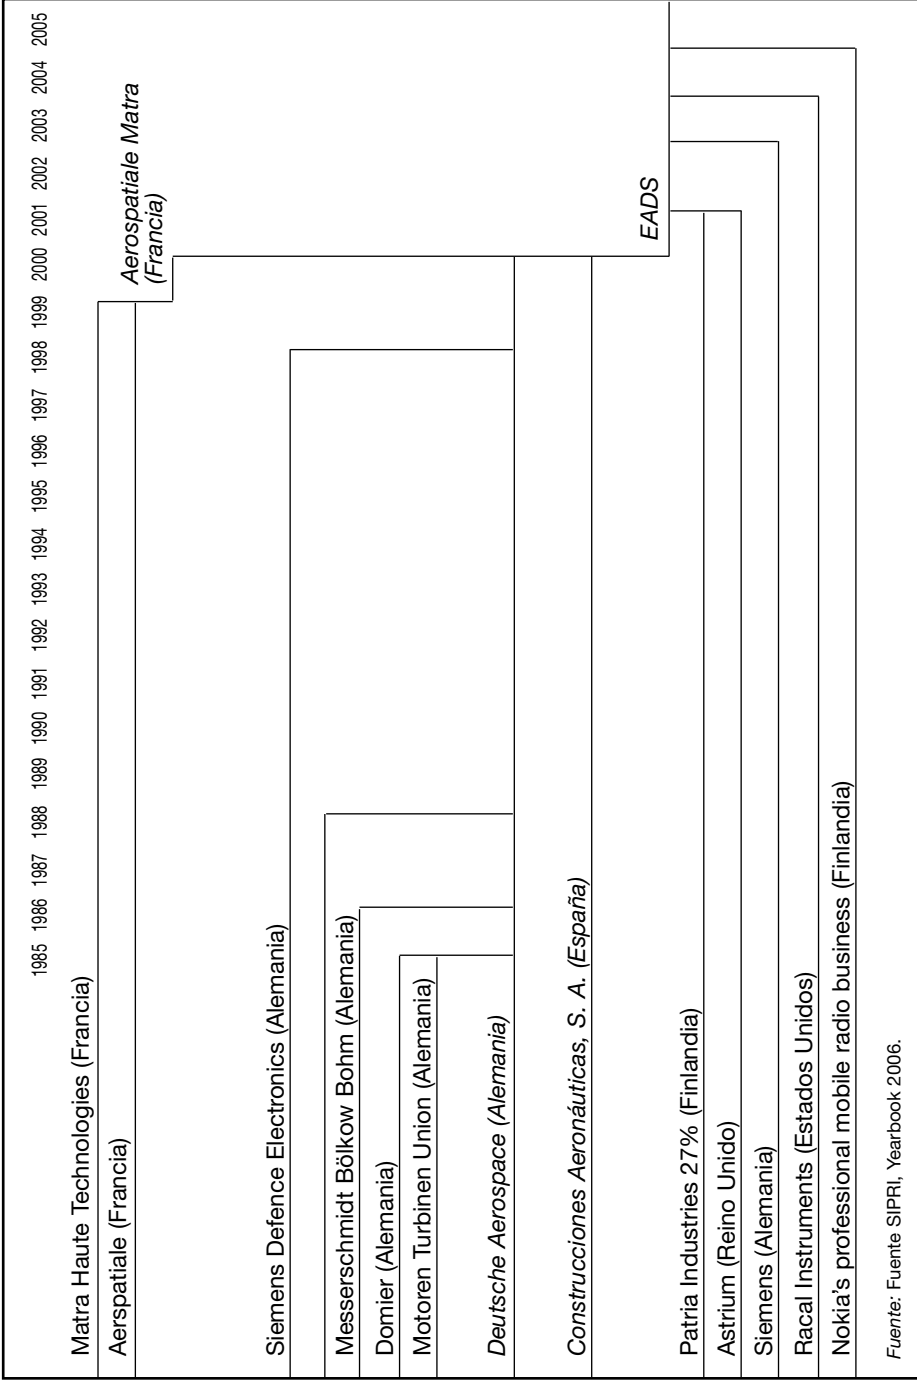 1985 1986 1987 1988 1989 1990 1991 1992 1993 1994 1995 1996 1997 1998 1999 2000 2001 2002 2003 2004 2005
Matra Haute Technologies (Francia)
Aerspatiale (Francia)
Aerospatiale Matra
(Francia)
Siemens Defence Electronics (Alemania)
Messerschmidt Bölkow Bohm (Alemania)
Domier (Alemania)
Motoren Turbinen Union (Alemania)
Deutsche Aerospace (Alemania)
Construcciones Aeronáuticas, S. A. (España)
EADS
Patria Industries 27% (Finlandia)
Astrium (Reino Unido)
Siemens (Alemania)
Racal Instruments (Estados Unidos)
Nokia's professional mobile radio business (Finlandia)
Fuente: Fuente SIPRI, Yearbook 2006.